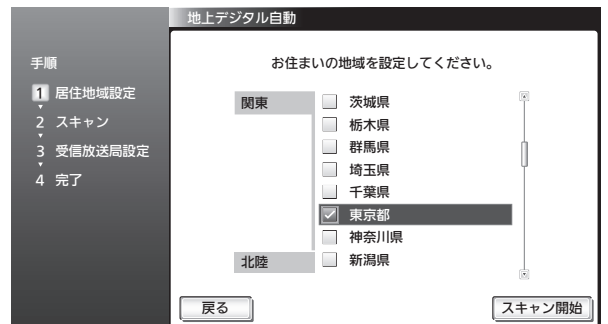 地上デジタル自動
手順
1 居住地域設定
2 スキャン
3 受信放送局設定
4 完了
お住まいの地域を設定してください。
関東
茨城県
栃木県
群馬県
埼玉県
千葉県
東京都
神奈川県
北陸
新潟県
戻る
スキャン開始